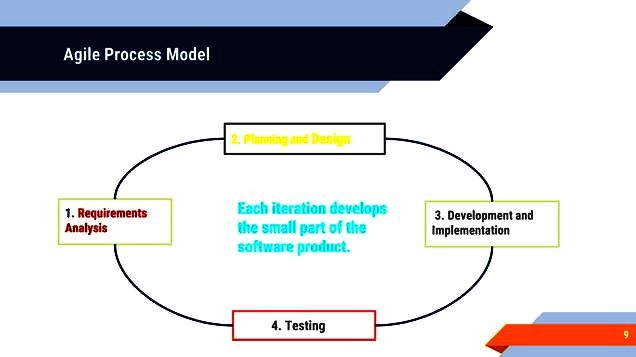 Agile Process Model
2. Planning and Design
1. Requirements
Analysis
Each iteration develops
the small part of the
software product.
3. Development and
Implementation
4. Testing
9